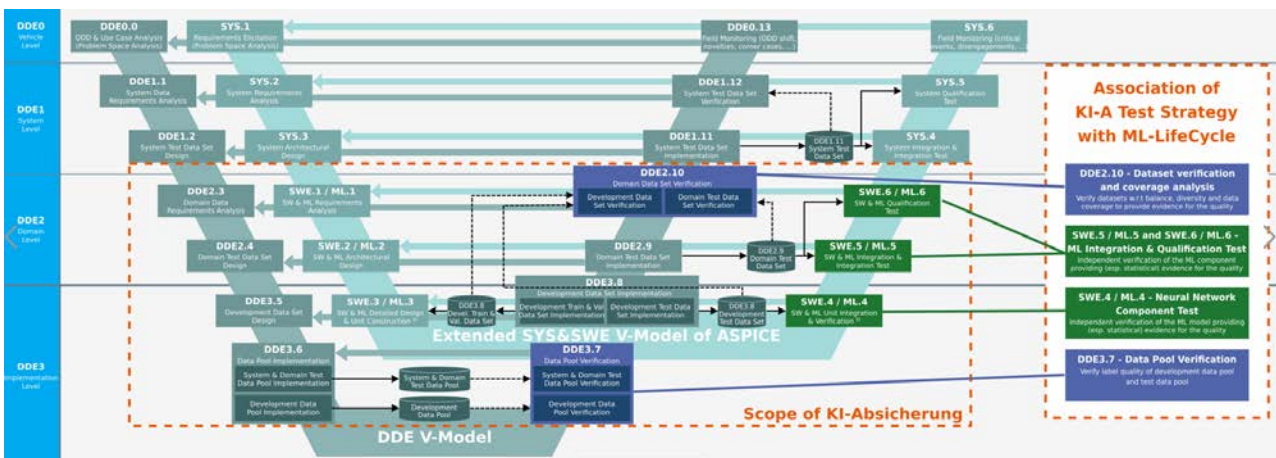 DDE0
Vehicle
Level
DDE0.0
ODD & Use Case Analysis
(Problem Space Analysis)
SYS.1
Requirements Elicitation
(Problem Space Analysis)
DDE0.13
Field Monitoring (ODD shift,
novelties, corner cases, ...)
SYS.6
Field Monitoring (critical
events, disengagements, ...)
DDE1
System
Level
DDE1.1
System Data
Requirements Analysis
SYS.2
System Requirements
Analysis
DDE1.12
System Test Data Set
Verification
SYS.5
System Qualification
Test
DDE1.2
System Test Data Set
Design
SYS.3
System Architectural
Design
DDE1.11
System Test Data Set
Implementation
DDE1.11
System Test
Data Set
SYS.4
System Integration &
Integration Test
DDE2
Domain
Level
DDE2.3
Domain Data
Requirements Analysis
SWE.1 / ML.1
SW & ML Requirements
Analysis
DDE2.10
Domain Data Set Verification
Development Data
Set Verification
Domain Test Data
Set Verification
SWE.6 / ML.6
SW & ML Qualification
Test
DDE2.4
Domain Test Data Set
Design
SWE.2 / ML.2
SW & ML Architectural
Design
DDE2.9
Domain Test Data Set
Implementation
DDE2.9
Domain Test
Data Set
SWE.5 / ML.5
SW & ML Integration &
Integration Test
DDE3
Implementation
Level
DDE3.5
Development Data Set
Design
SWE.3 / ML.3
SW & ML Detailed Design
& Unit Construction
DDE3.8
Devel. Train &
Val. Data Set
DDE3.8
Development Data Set Implementation
Development Train & Val.
Data Set Implementation
Development Test Data
Set Implementation
DDE3.8
Development
Test Data Set
SWE.4 / ML.4
SW & ML Unit Integration
& Verification
Extended SYS&SWE V-Model of ASPICE
DDE3.6
Data Pool Implementation
System & Domain Test
Data Pool Implementation
Development Data
Pool Implementation
System & Domain
Test Data Pool
Development
Data Pool
DDE3.7
Data Pool Verification
System & Domain Test
Data Pool Verification
Development Data
Pool Verification
Scope of KI-Absicherung
DDE V-Model
Association of
KI-A Test Strategy
with ML-LifeCycle
DDE2.10 - Dataset verification
and coverage analysis
Verify datasets w.r.t balance, diversity and data
coverage to provide evidence for the quality
SWE.5 / ML.5 and SWE.6 / ML.6 -
ML Integration & Qualification Test
Independent verification of the ML component
providing (esp. statistical) evidence for the quality
SWE.4 / ML.4 - Neural Network
Component Test
Independent verification of the ML model providing
(esp. statistical) evidence for the quality
DDE3.7 - Data Pool Verification
Verify label quality of development data pool
and test data pool